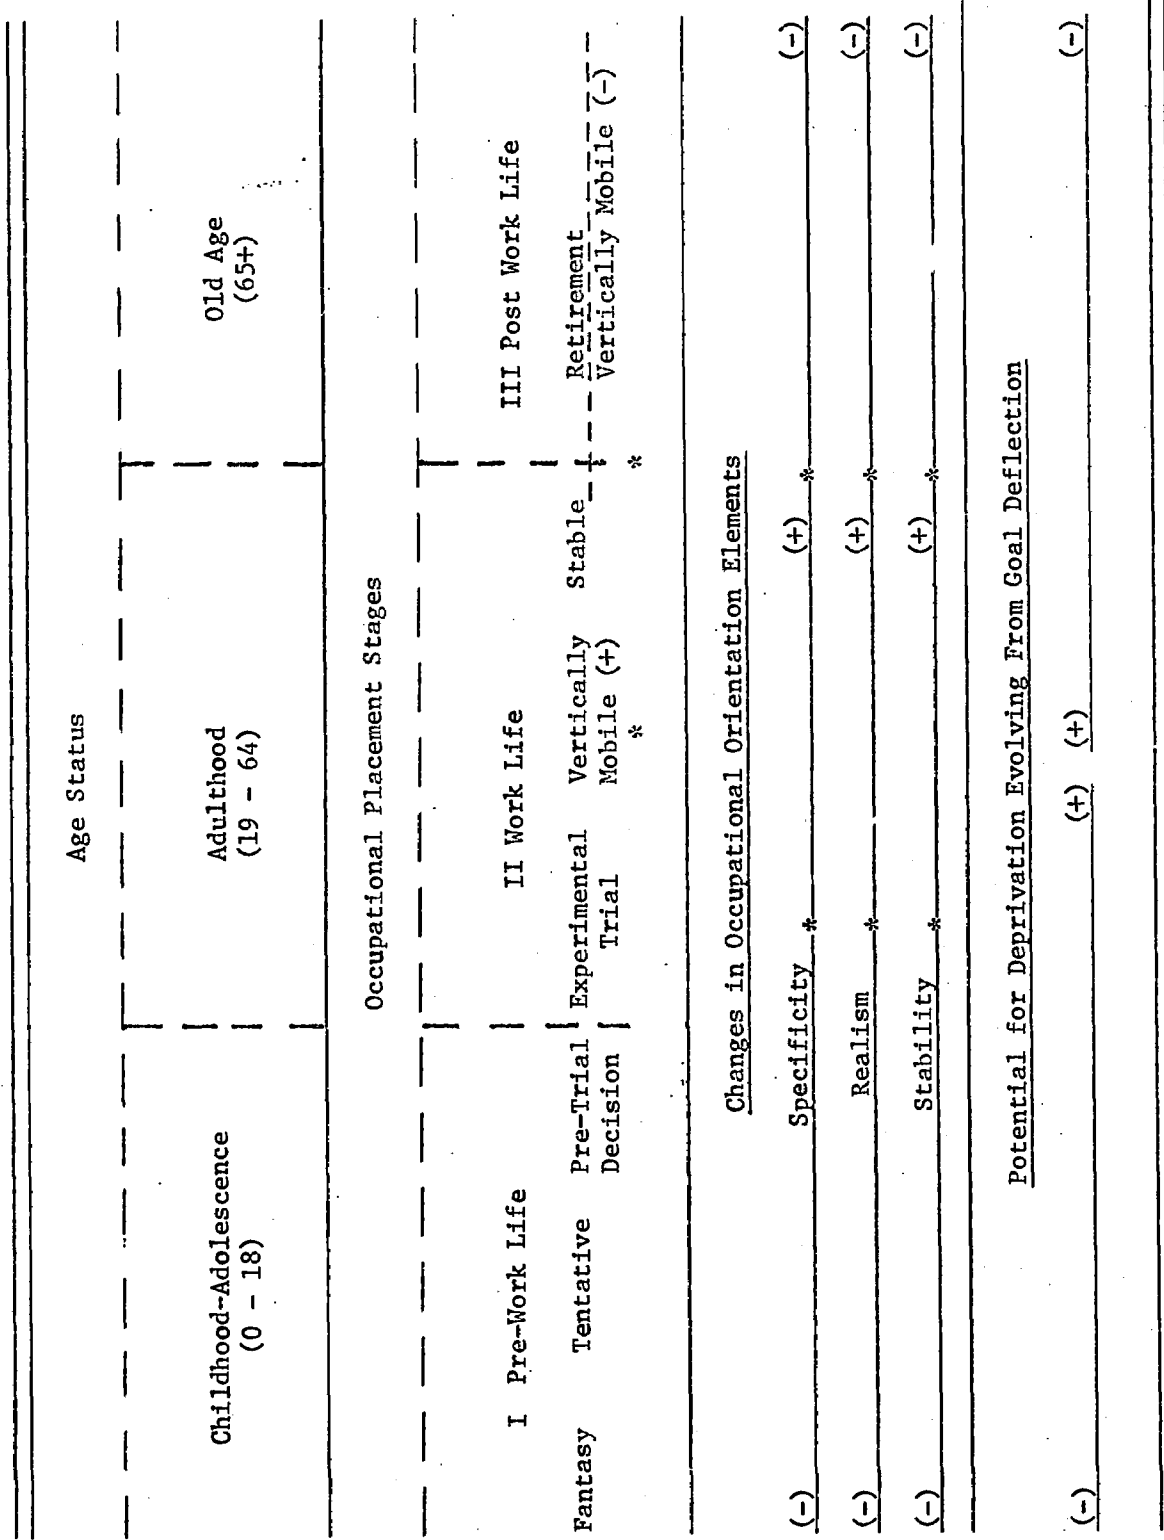 Age Status
Childhood-Adolescence Adulthood Old Age
(0 - 18) (19 - 64) (65+)
Occupational Placement Stages
I Pre-Work Life II Work Life III Post Work Life
Fantasy Tentative Pre-Trial Experimental Vertically Stable Retirement
Decision Trial Mobile (+) Vertically Mobile (-)
* *
Changes in Occupational Orientation Elements
(-) Specificity * (+) * (-)
(-) Realism * (+) * (-)
(-) Stability * (+) * (-)
Potential for Deprivation Evolving From Goal Deflection
(-) (+) (+) (-)